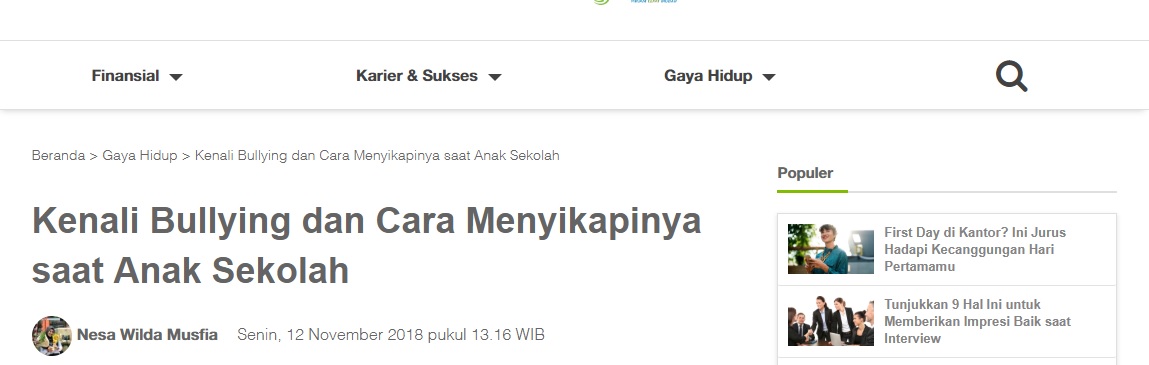 Finansial
Karier & Sukses
Gaya Hidup
Beranda > Gaya Hidup > Kenali Bullying dan Cara Menyikapinya saat Anak Sekolah
Kenali Bullying dan Cara Menyikapinya
saat Anak Sekolah
Nesa Wilda Musfia Senin, 12 November 2018 pukul 13.16 WIB
Populer
First Day di Kantor? Ini Jurus
Hadapi Kecanggungan Hari
Pertamamu
Tunjukkan 9 Hal Ini untuk
Memberikan Impresi Baik saat
Interview